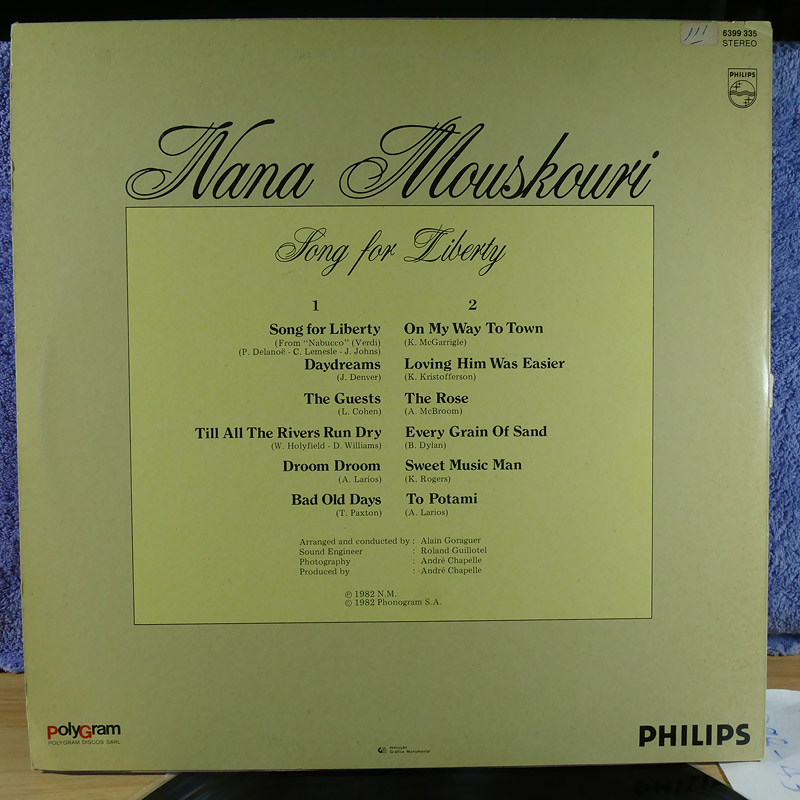 111
6399 335
STEREO
PHILIPS
Nana Mouskouri
Song for Liberty
1
Song for Liberty
(From "Nabucco" (Verdi)
(P. Delanoë - C. Lemesle - J. Johns)
Daydreams
(J. Denver)
The Guests
(L. Cohen)
Till All The Rivers Run Dry
(W. Holyfield - D. Williams)
Droom Droom
(A. Larios)
Bad Old Days
(T. Paxton)
2
On My Way To Town
(K. McGarrigle)
Loving Him Was Easier
(K. Kristofferson)
The Rose
(A. McBroom)
Every Grain Of Sand
(B. Dylan)
Sweet Music Man
(K. Rogers)
To Potami
(A. Larios)
Arranged and conducted by : Alain Goraguer
Sound Engineer : Roland Guillotel
Photography : André Chapelle
Produced by : André Chapelle
℗ 1982 N.M.
© 1982 Phonogram S.A.
PolyGram
POLYGRAM DISCOS SARL
execução
Gráfica Monumental
PHILIPS